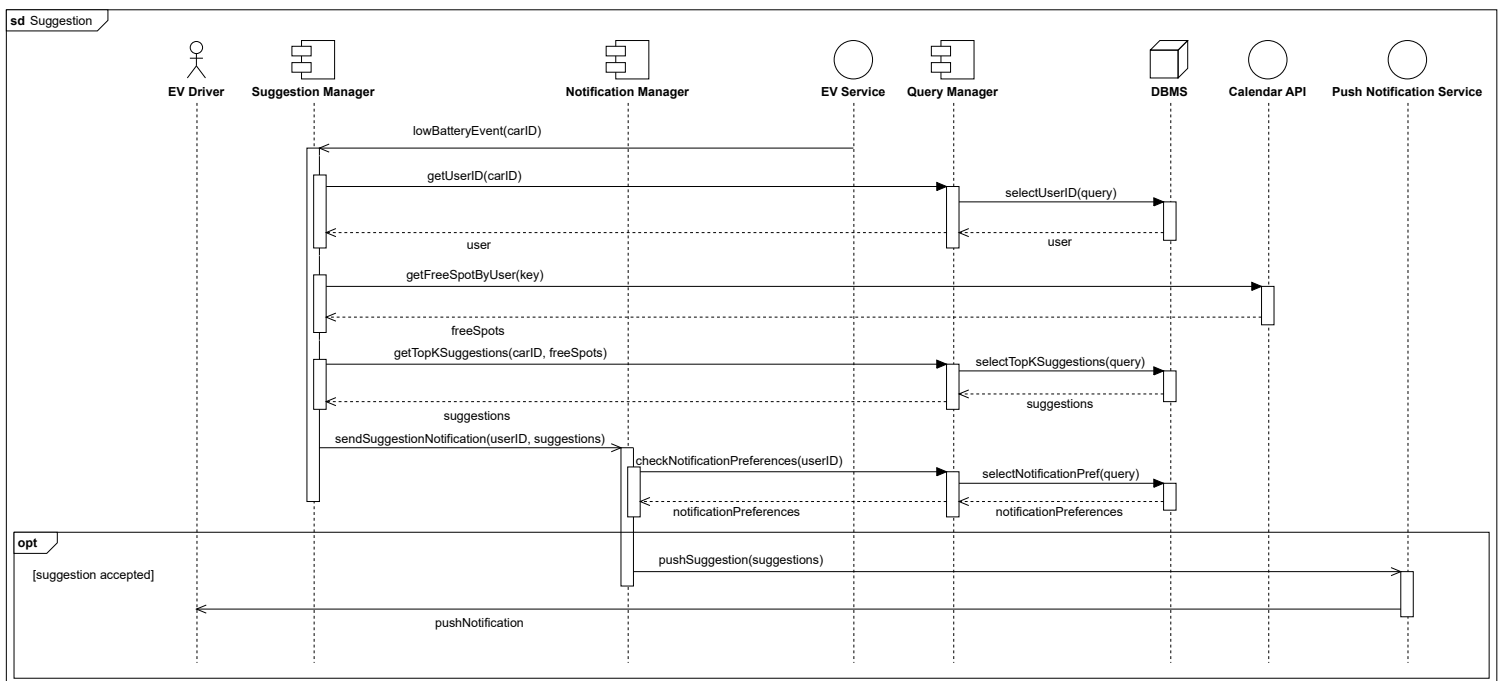 sd Suggestion
EV Driver
Suggestion Manager
Notification Manager
EV Service
Query Manager
DBMS
Calendar API
Push Notification Service
lowBatteryEvent(carID)
getUserID(carID)
selectUserID(query)
user
user
getFreeSpotByUser(key)
freeSpots
getTopKSuggestions(carID, freeSpots)
selectTopKSuggestions(query)
suggestions
suggestions
sendSuggestionNotification(userID, suggestions)
checkNotificationPreferences(userID)
selectNotificationPref(query)
notificationPreferences
notificationPreferences
opt
[suggestion accepted]
pushSuggestion(suggestions)
pushNotification